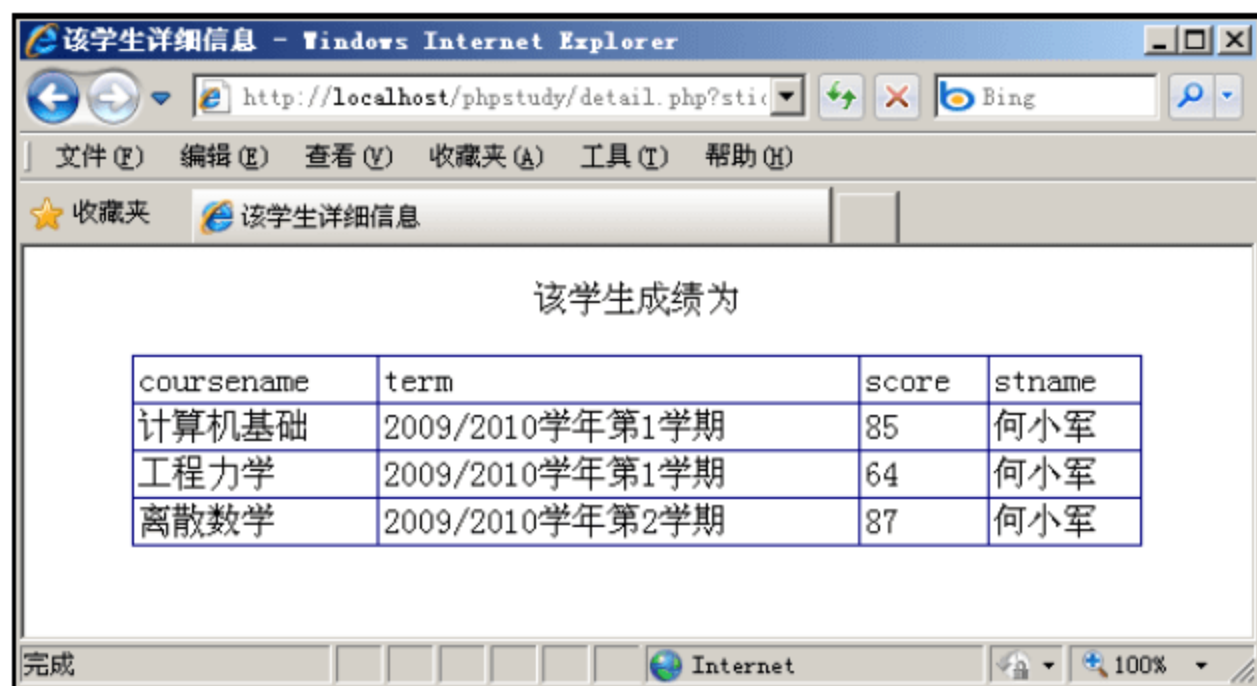 该学生详细信息 - Windows Internet Explorer
http://localhost/phpstudy/detail.php?sti
Bing
文件(F) 编辑(E) 查看(V) 收藏夹(A) 工具(T) 帮助(H)
收藏夹 该学生详细信息
该学生成绩为
coursename term score stname
计算机基础 2009/2010学年第1学期 85 何小军
工程力学 2009/2010学年第1学期 64 何小军
离散数学 2009/2010学年第2学期 87 何小军
完成 Internet 100%